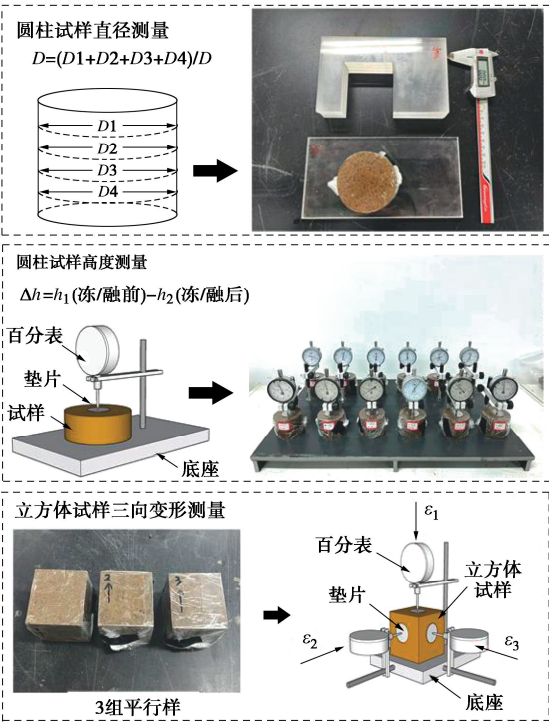 圆柱试样直径测量
D=(D1+D2+D3+D4)/D
D1
D2
D3
D4
圆柱试样高度测量
Δh=h₁(冻/融前)−h₂(冻/融后)
百分表
垫片
试样
底座
立方体试样三向变形测量
3组平行样
2
3
ε₁
百分表
立方体
试样
垫片
ε₂
ε₃
底座